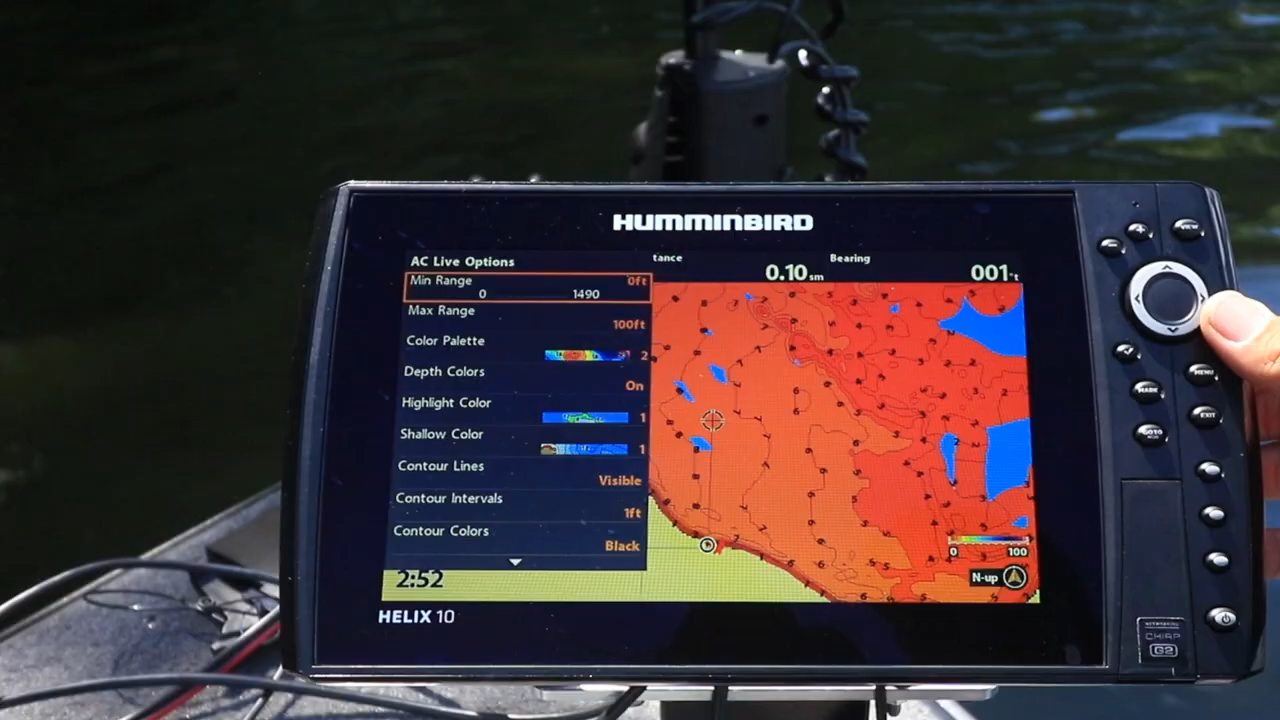 HUMMINBIRD
AC Live Options
tance
Bearing
0.10 sm
001°t
Min Range
0ft
0
1490
Max Range
100ft
Color Palette
2
Depth Colors
On
Highlight Color
1
Shallow Color
1
Contour Lines
Visible
Contour Intervals
1ft
Contour Colors
Black
0
100
N-up
2:52
HELIX 10
VIEW
MENU
MARK
EXIT
GOTO
CHIRP
G2